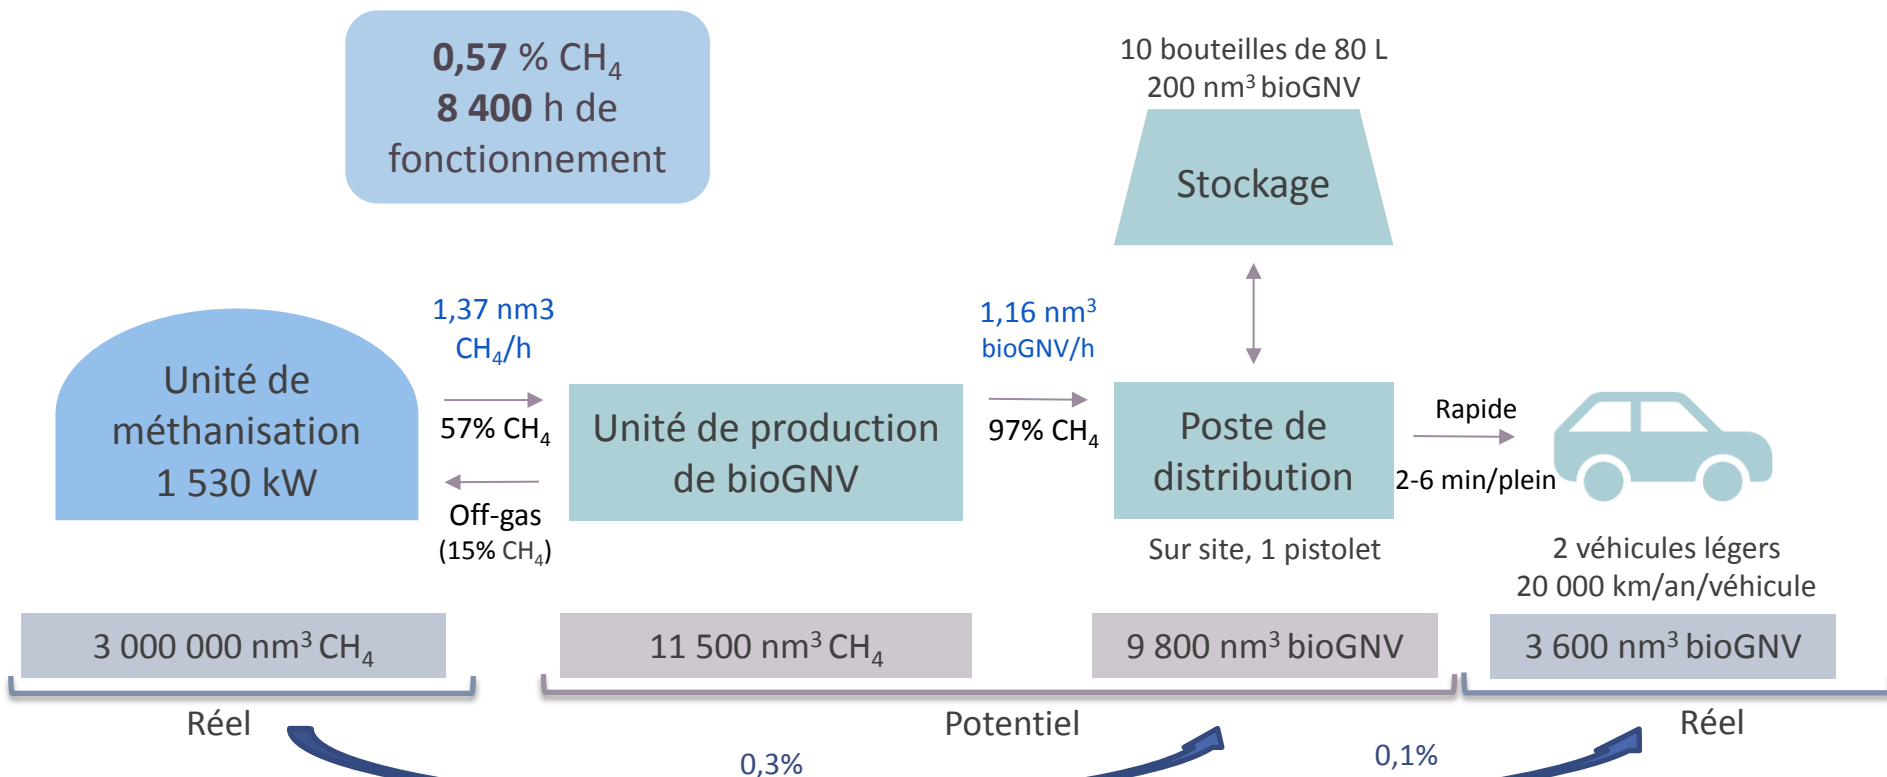 0,57 % CH₄
8 400 h de
fonctionnement
10 bouteilles de 80 L
200 nm³ bioGNV
Stockage
1,37 nm3
CH₄/h
1,16 nm³
bioGNV/h
Unité de
méthanisation
1 530 kW
57% CH₄
Off-gas
(15% CH₄)
Unité de production
de bioGNV
97% CH₄
Poste de
distribution
Rapide
2-6 min/plein
Sur site, 1 pistolet
2 véhicules légers
20 000 km/an/véhicule
3 000 000 nm³ CH₄
11 500 nm³ CH₄
9 800 nm³ bioGNV
3 600 nm³ bioGNV
Réel
Potentiel
Réel
0,3%
0,1%